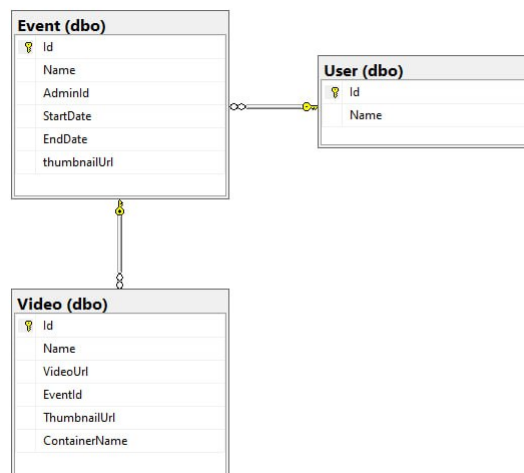 Event (dbo)
Id
Name
AdminId
StartDate
EndDate
thumbnailUrl
User (dbo)
Id
Name
Video (dbo)
Id
Name
VideoUrl
EventId
ThumbnailUrl
ContainerName